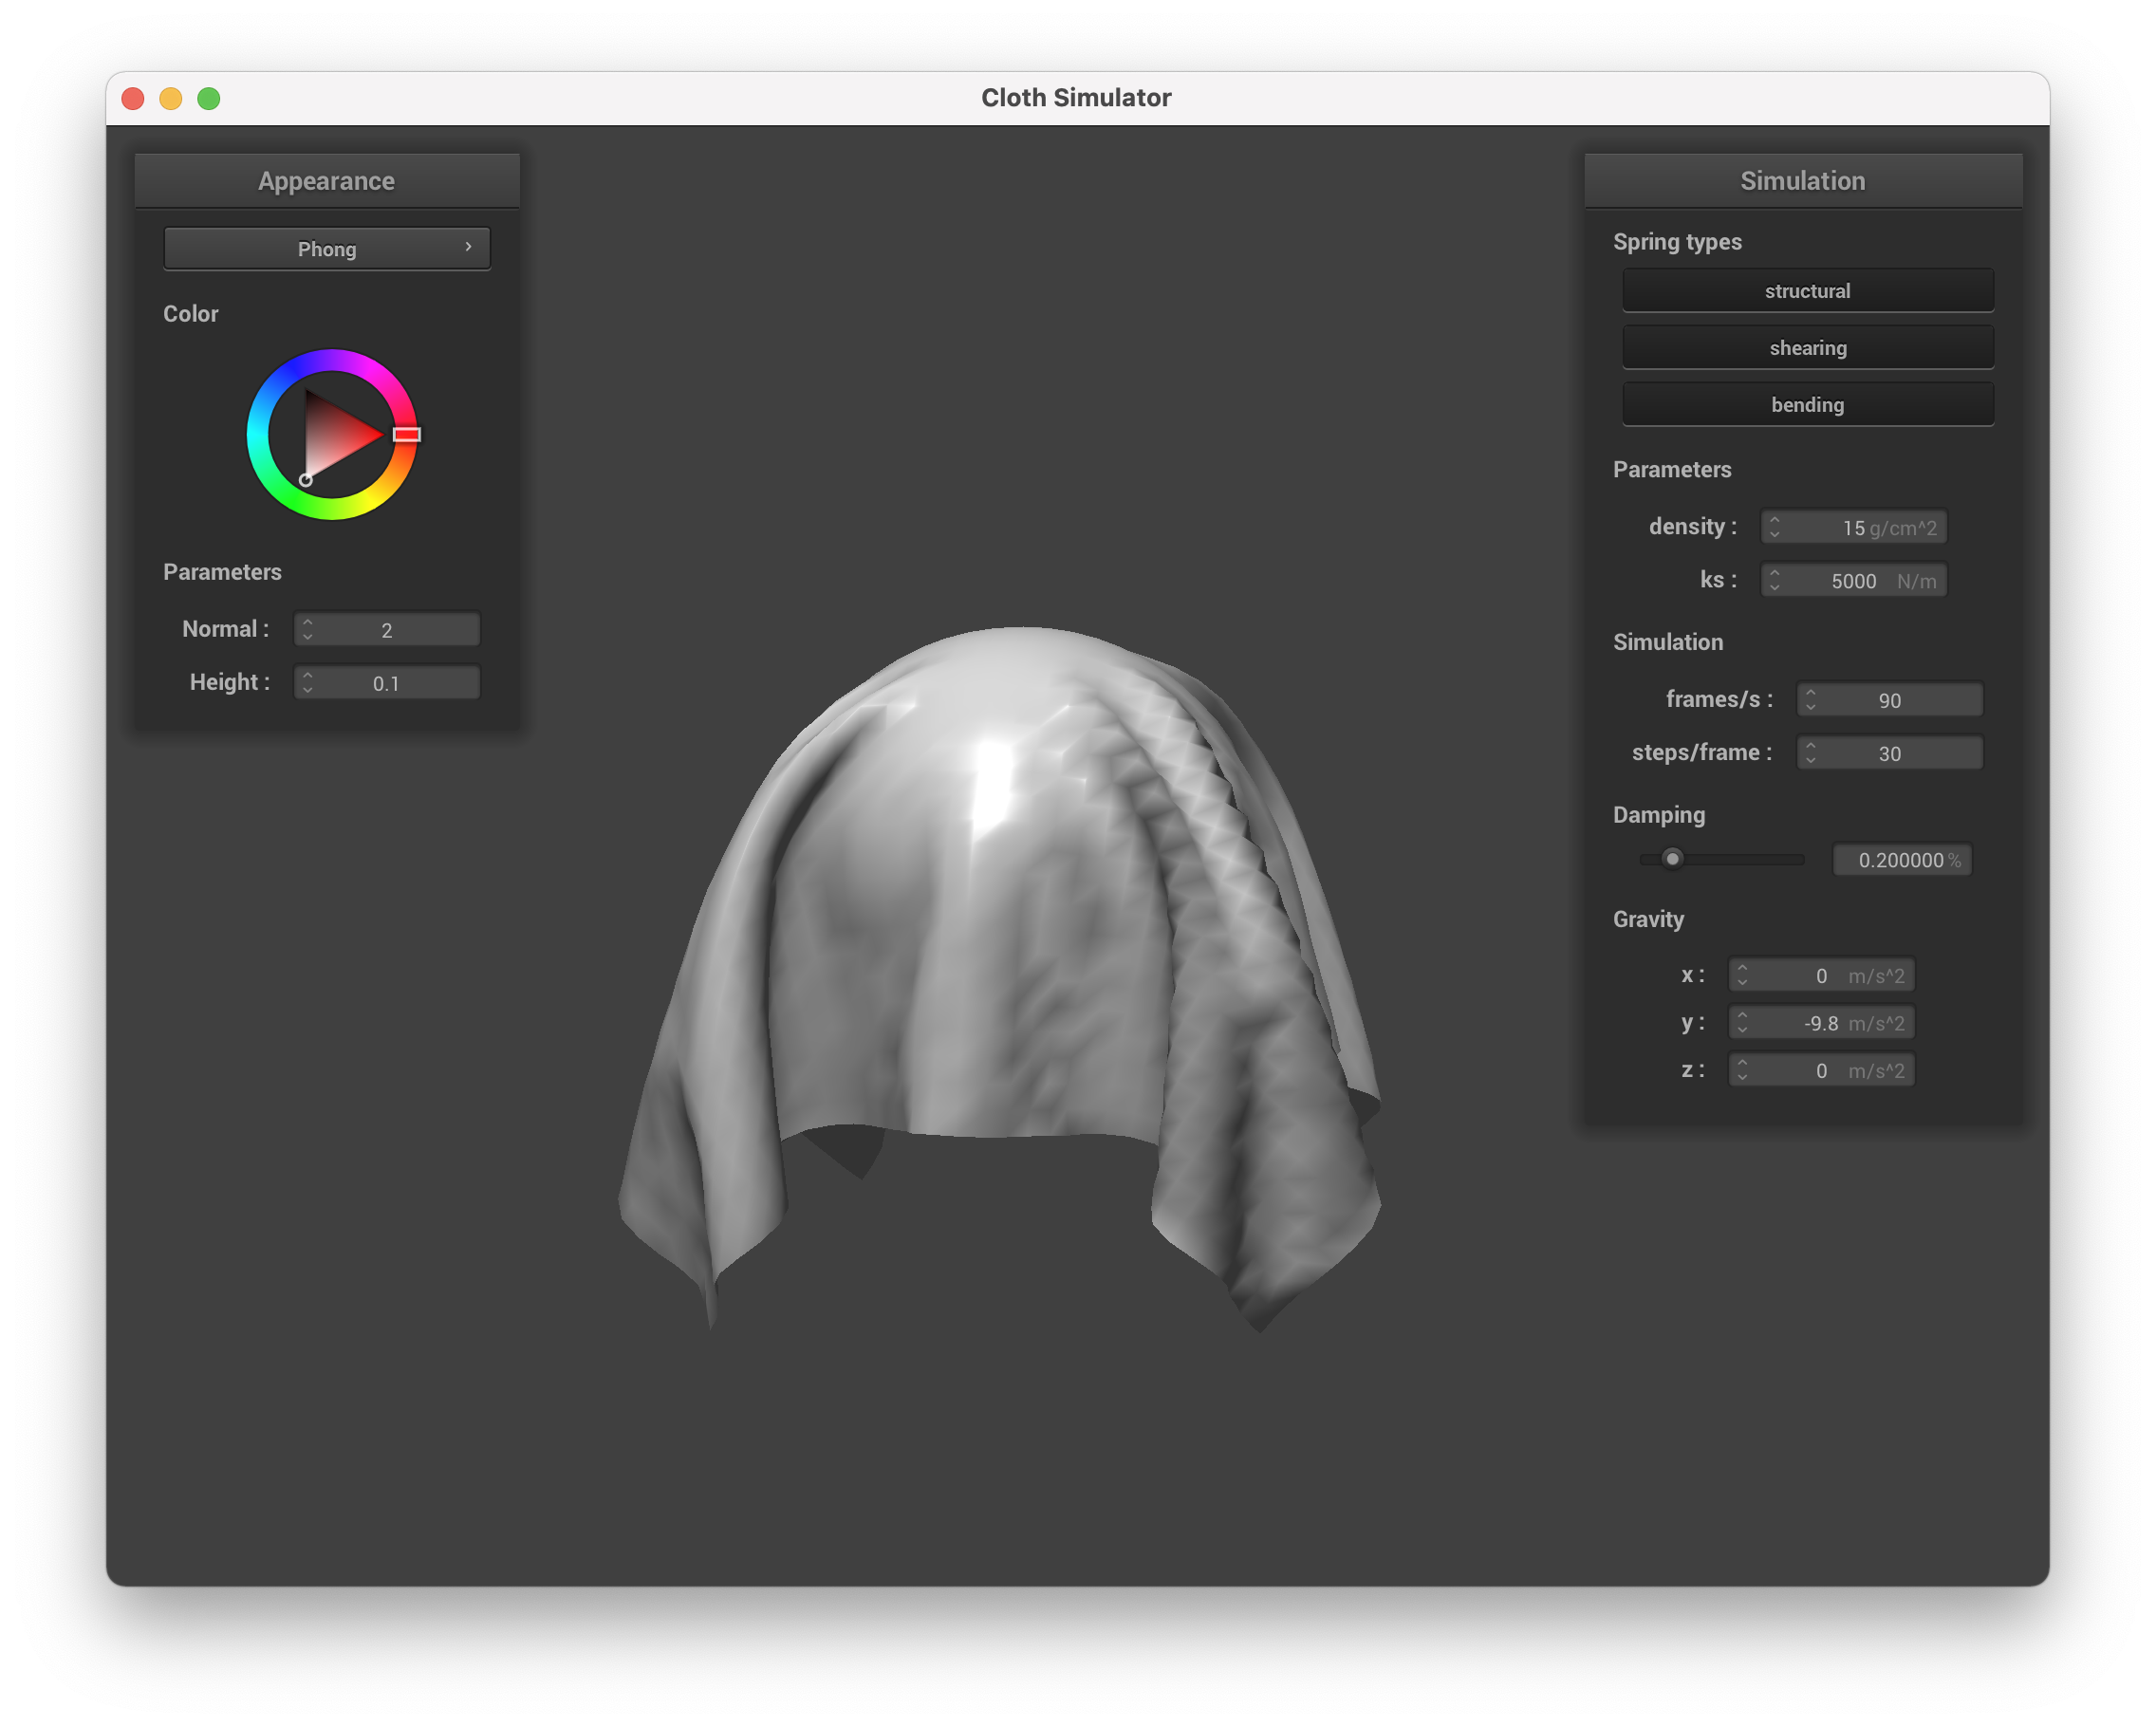 Cloth Simulator
Appearance
Phong
Color
Parameters
Normal : 2
Height : 0.1
Simulation
Spring types
structural
shearing
bending
Parameters
density : 15 g/cm^2
ks : 5000 N/m
Simulation
frames/s : 90
steps/frame : 30
Damping
0.200000 %
Gravity
x : 0 m/s^2
y : -9.8 m/s^2
z : 0 m/s^2